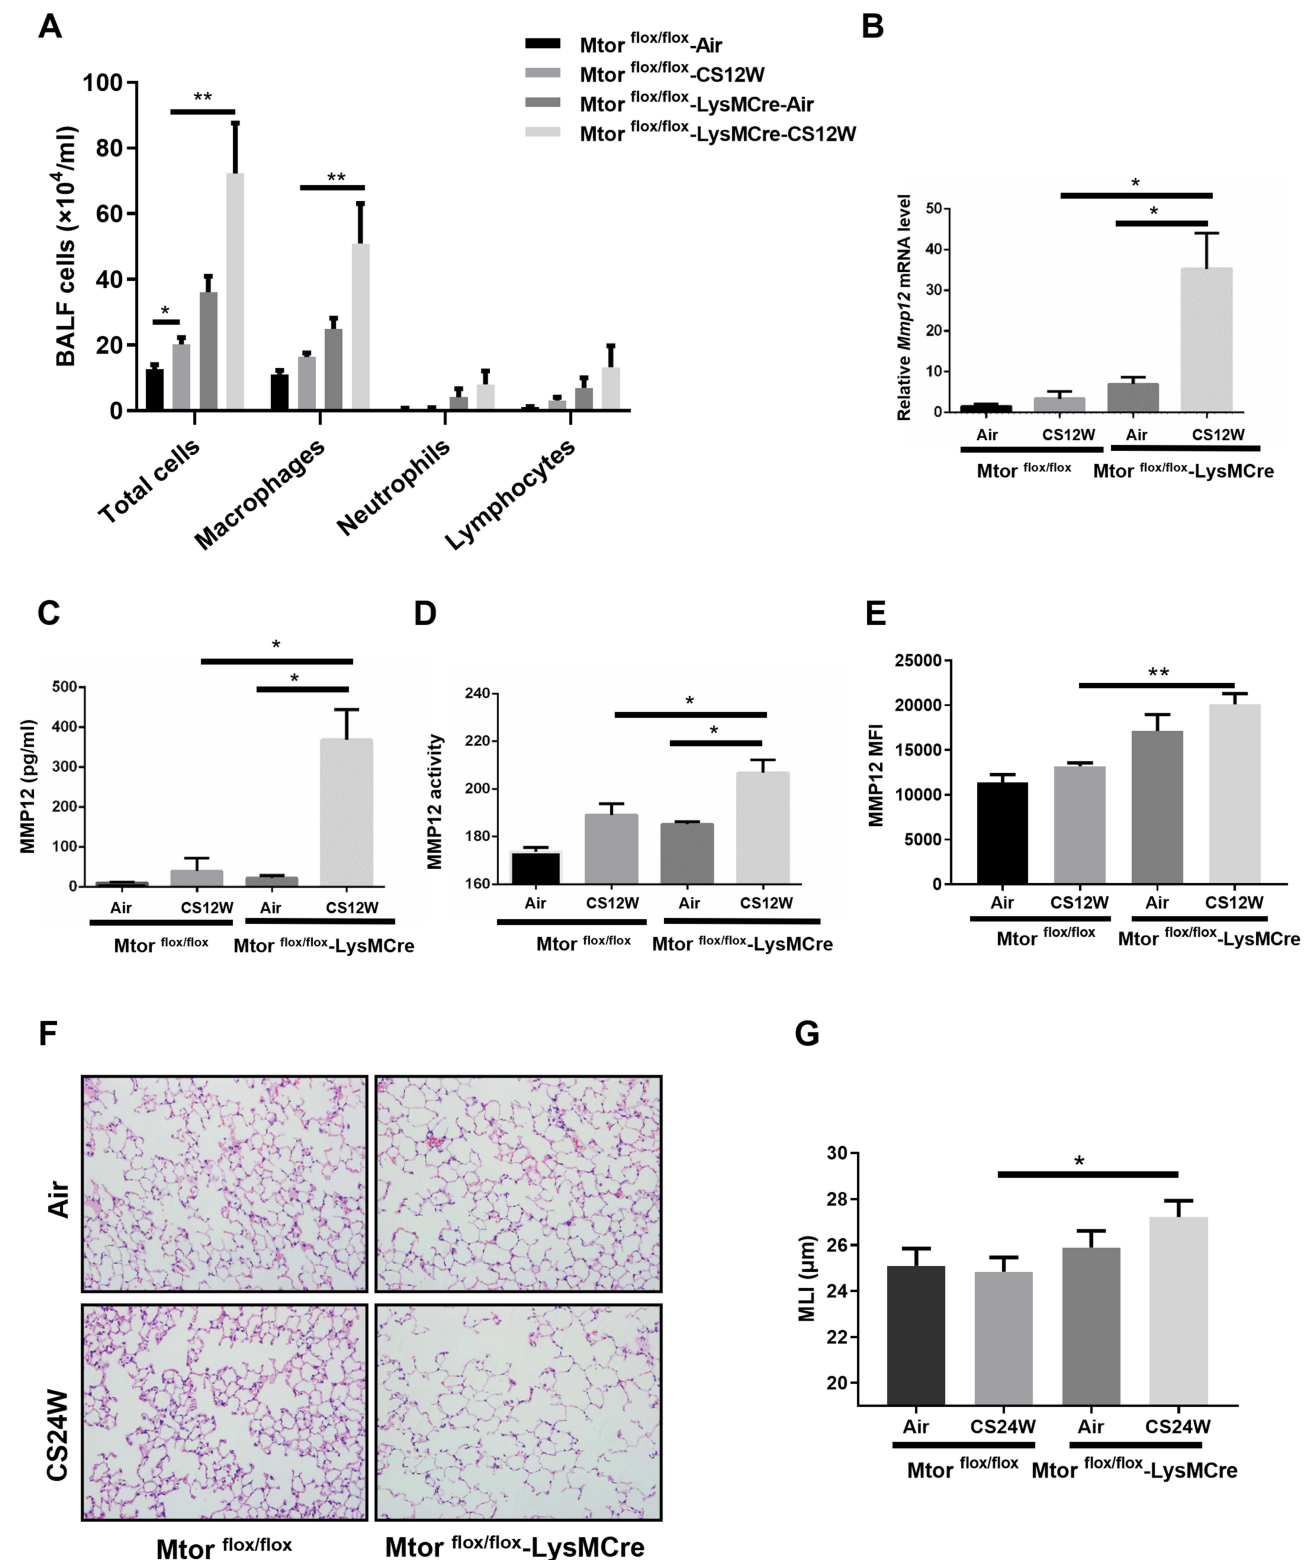 A
Mtor flox/flox-Air
Mtor flox/flox-CS12W
Mtor flox/flox-LysMCre-Air
Mtor flox/flox-LysMCre-CS12W
BALF cells (×10⁴/ml)
100
80
60
40
20
0
**
*
**
Total cells
Macrophages
Neutrophils
Lymphocytes
B
Relative Mmp12 mRNA level
50
40
30
20
10
0
*
*
Air CS12W Air CS12W
Mtor flox/flox Mtor flox/flox-LysMCre
C
MMP12 (pg/ml)
500
400
300
200
100
0
*
*
Air CS12W Air CS12W
Mtor flox/flox Mtor flox/flox-LysMCre
D
MMP12 activity
240
220
200
180
160
*
*
Air CS12W Air CS12W
Mtor flox/flox Mtor flox/flox-LysMCre
E
MMP12 MFI
25000
20000
15000
10000
5000
0
**
Air CS12W Air CS12W
Mtor flox/flox Mtor flox/flox-LysMCre
F
Air
CS24W
Mtor flox/flox Mtor flox/flox-LysMCre
G
MLI (μm)
30
28
26
24
22
20
*
Air CS24W Air CS24W
Mtor flox/flox Mtor flox/flox-LysMCre